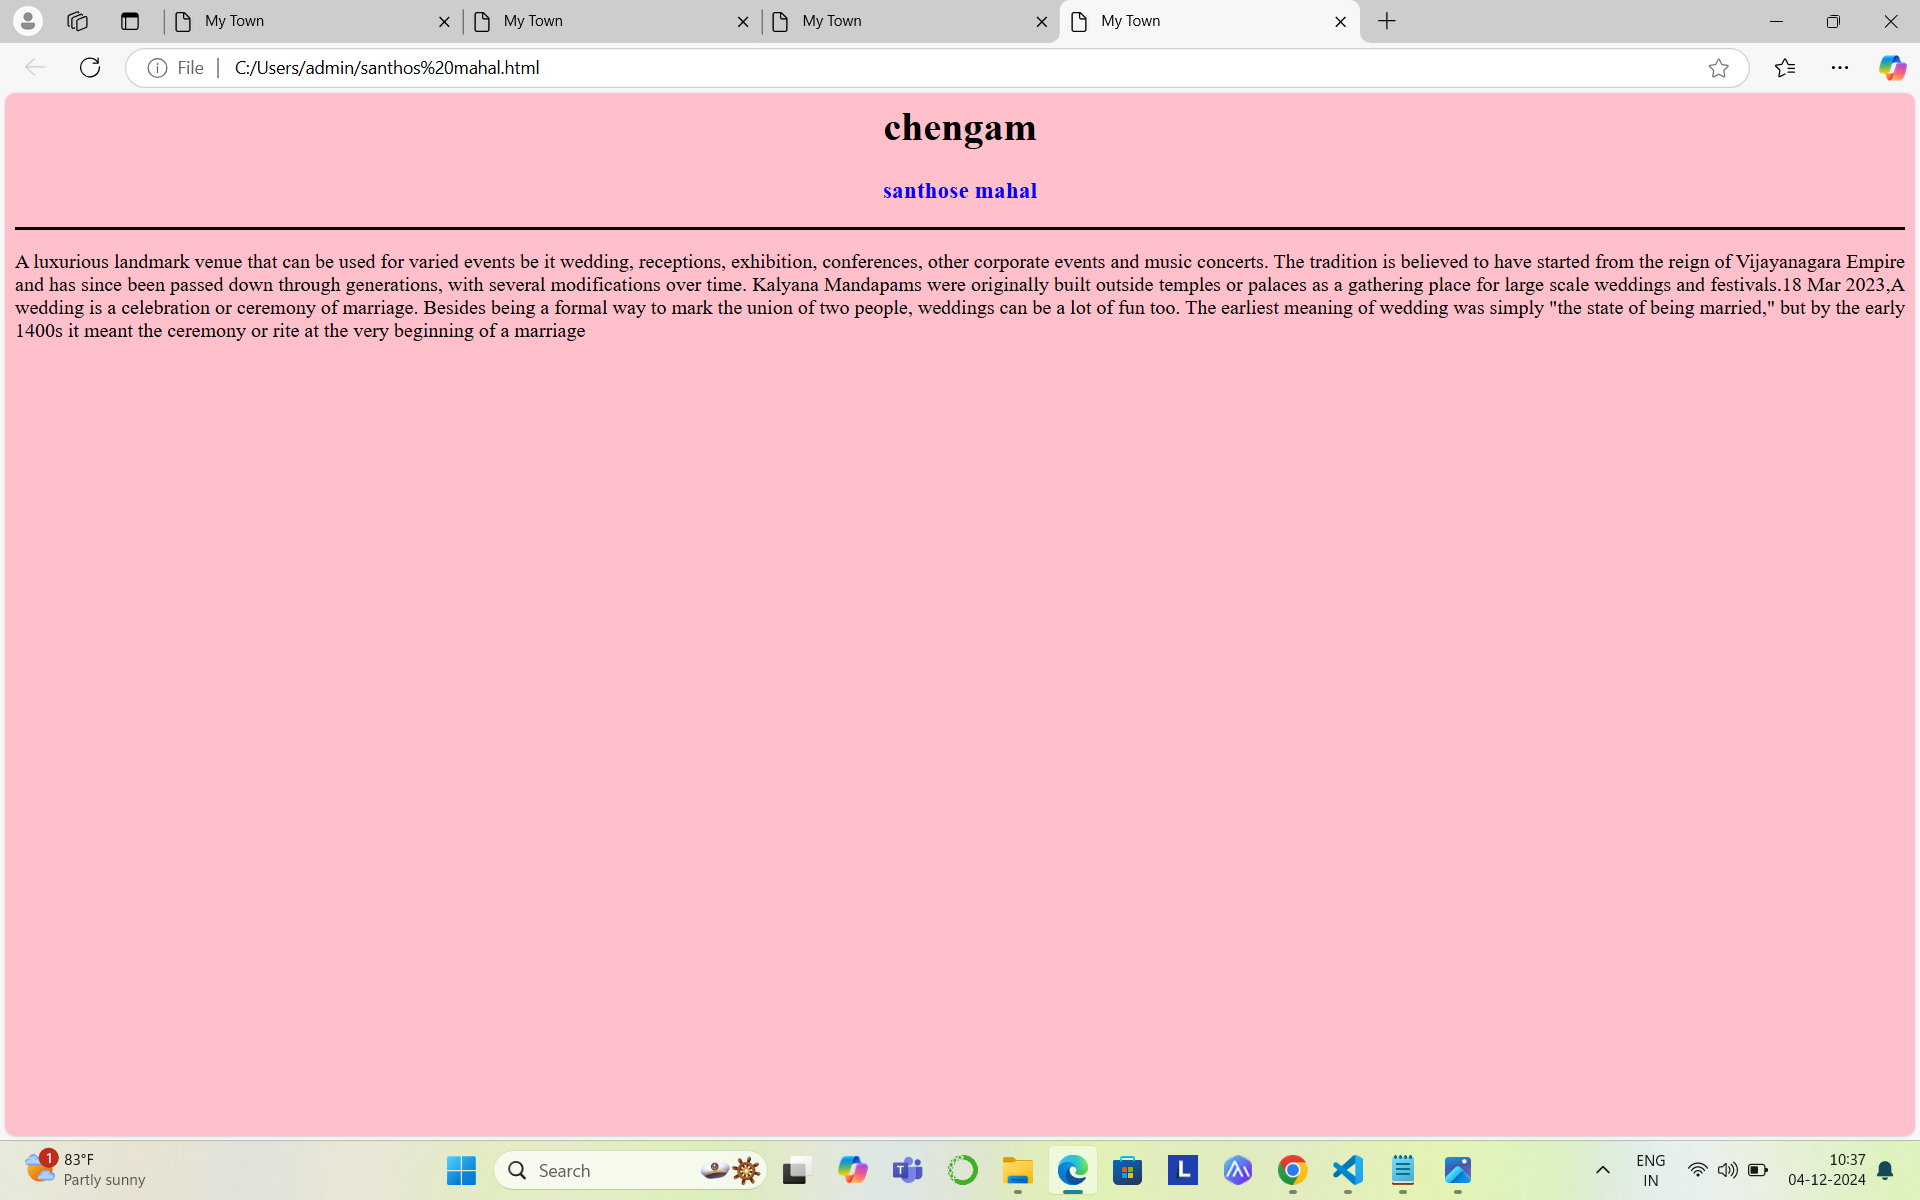 My Town
My Town
My Town
My Town
File
C:/Users/admin/santhos%20mahal.html
chengam
santhose mahal
A luxurious landmark venue that can be used for varied events be it wedding, receptions, exhibition, conferences, other corporate events and music concerts. The tradition is believed to have started from the reign of Vijayanagara Empire
and has since been passed down through generations, with several modifications over time. Kalyana Mandapams were originally built outside temples or palaces as a gathering place for large scale weddings and festivals.18 Mar 2023,A
wedding is a celebration or ceremony of marriage. Besides being a formal way to mark the union of two people, weddings can be a lot of fun too. The earliest meaning of wedding was simply "the state of being married," but by the early
1400s it meant the ceremony or rite at the very beginning of a marriage
1
83°F
Partly sunny
Search
T
L
ENG
IN
10:37
04-12-2024